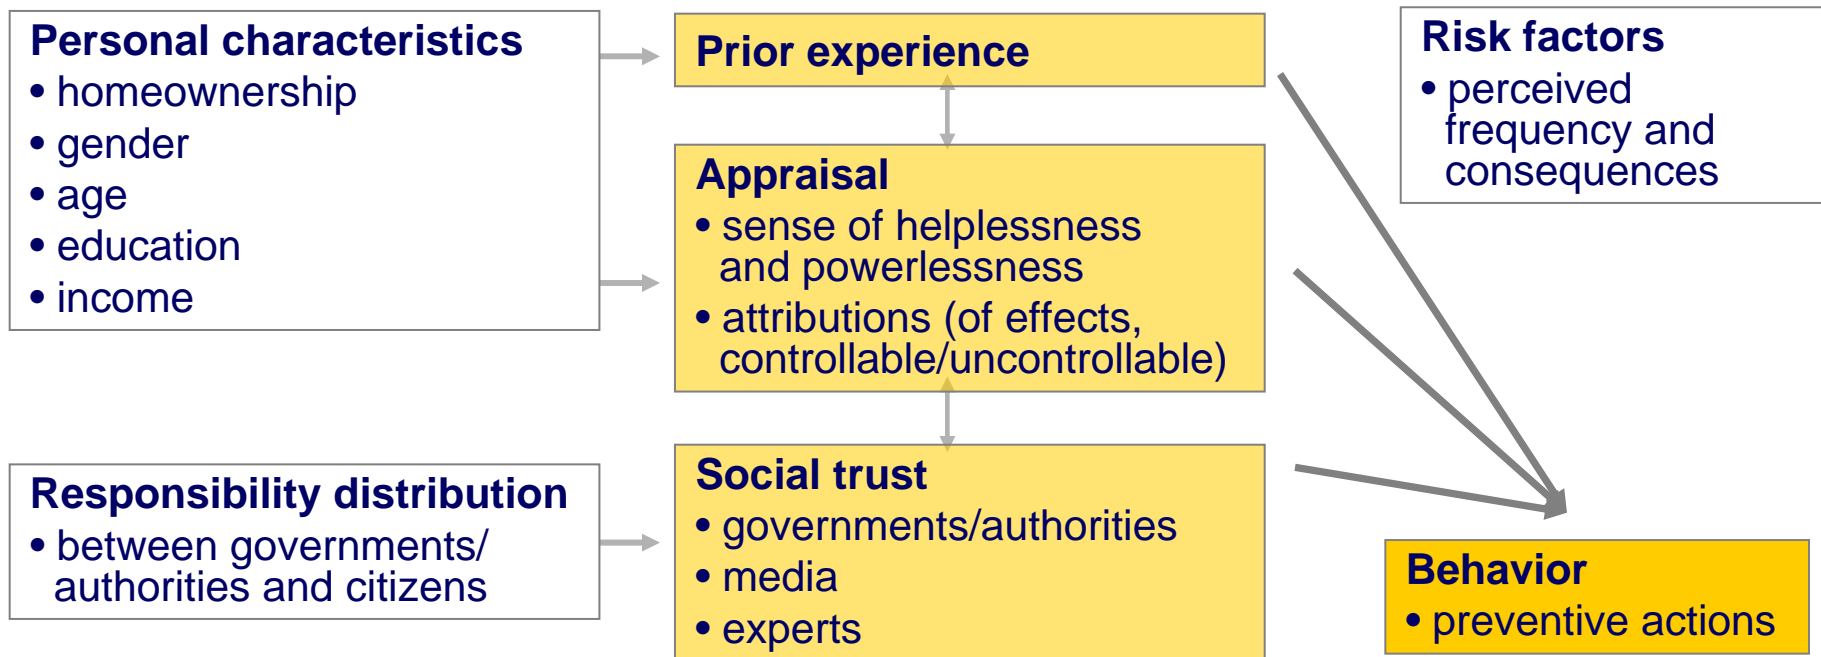 Personal characteristics
• homeownership
• gender
• age
• education
• income
Responsibility distribution
• between governments/
authorities and citizens
Prior experience
Appraisal
• sense of helplessness
and powerlessness
• attributions (of effects,
controllable/uncontrollable)
Social trust
• governments/authorities
• media
• experts
Risk factors
• perceived
frequency and
consequences
Behavior
• preventive actions